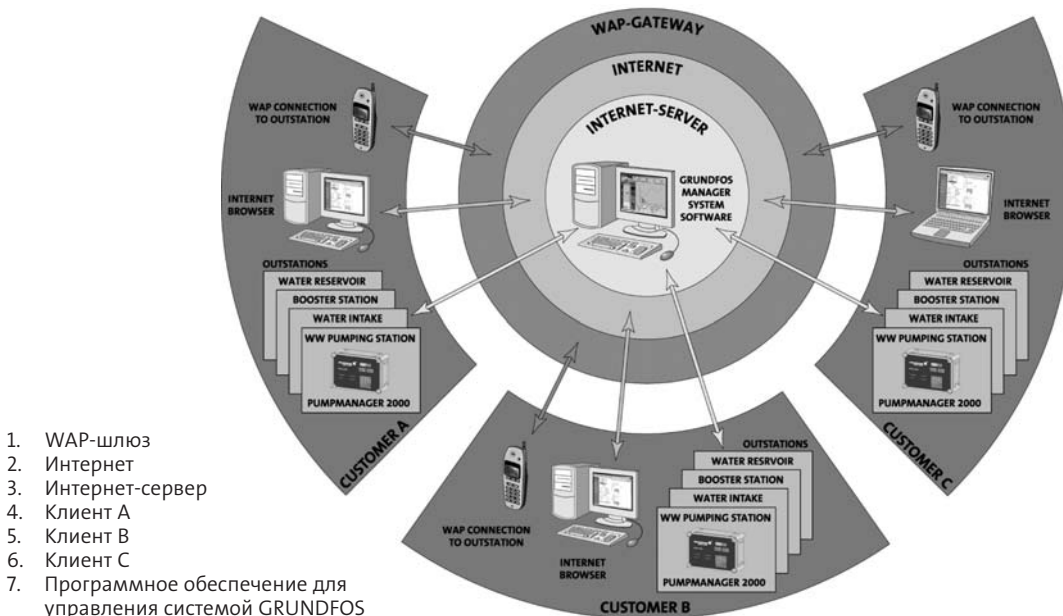 WAP-GATEWAY
INTERNET
INTERNET-SERVER
GRUNDFOS
MANAGER
SYSTEM
SOFTWARE
WAP CONNECTION
TO OUTSTATION
INTERNET
BROWSER
OUTSTATIONS
WATER RESERVOIR
BOOSTER STATION
WATER INTAKE
WW PUMPING STATION
PUMPMANAGER 2000
CUSTOMER A
WAP CONNECTION
TO OUTSTATION
INTERNET
BROWSER
OUTSTATIONS
WATER RESRVOIR
BOOSTER STATION
WATER INTAKE
WW PUMPING STATION
PUMPMANAGER 2000
CUSTOMER B
WAP CONNECTION
TO OUTSTATION
INTERNET
BROWSER
OUTSTATIONS
WATER RESERVOIR
BOOSTER STATION
WATER INTAKE
WW PUMPING STATION
PUMPMANAGER 2000
CUSTOMER C
1. WAP-шлюз
2. Интернет
3. Интернет-сервер
4. Клиент А
5. Клиент В
6. Клиент С
7. Программное обеспечение для
управления системой GRUNDFOS